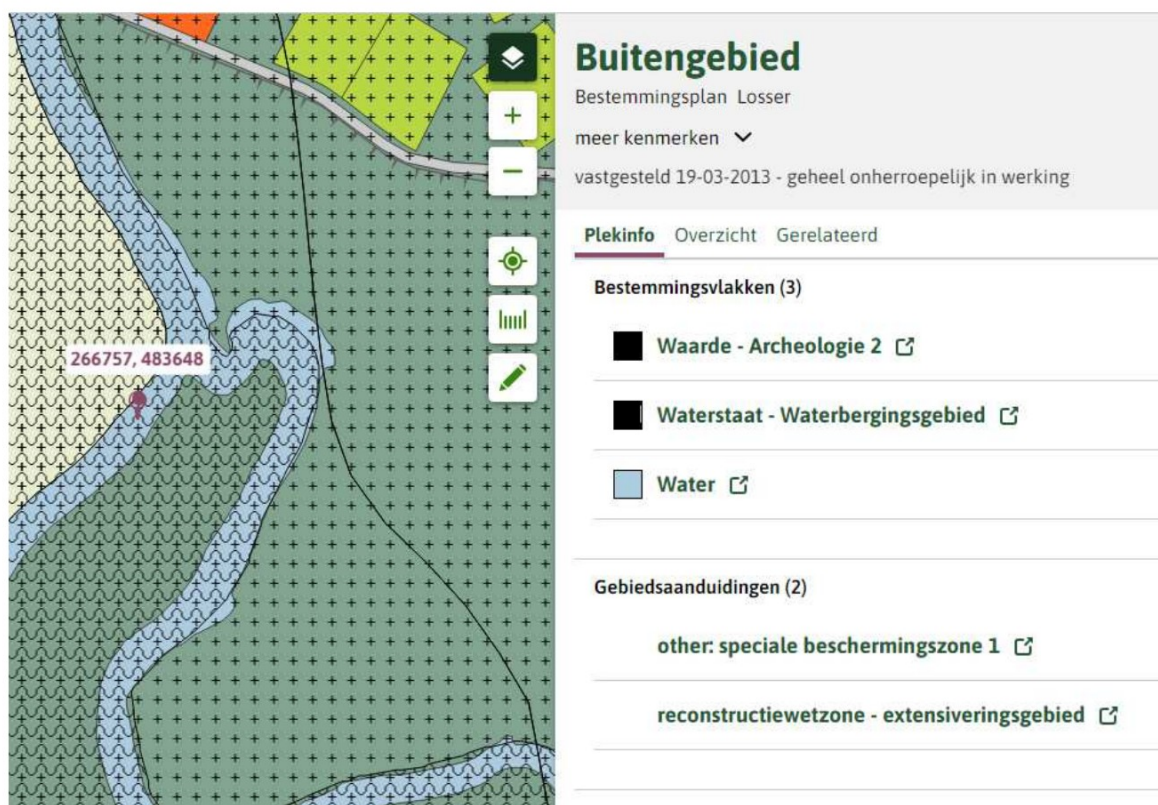 266757, 483648
Buitengebied
Bestemmingsplan Losser
meer kenmerken
vastgesteld 19-03-2013 - geheel onherroepelijk in werking
Plekinfo Overzicht Gerelateerd
Bestemmingsvlakken (3)
Waarde - Archeologie 2
Waterstaat - Waterbergingsgebied
Water
Gebiedsaanduidingen (2)
other: speciale beschermingszone 1
reconstructiewetzone - extensiveringsgebied